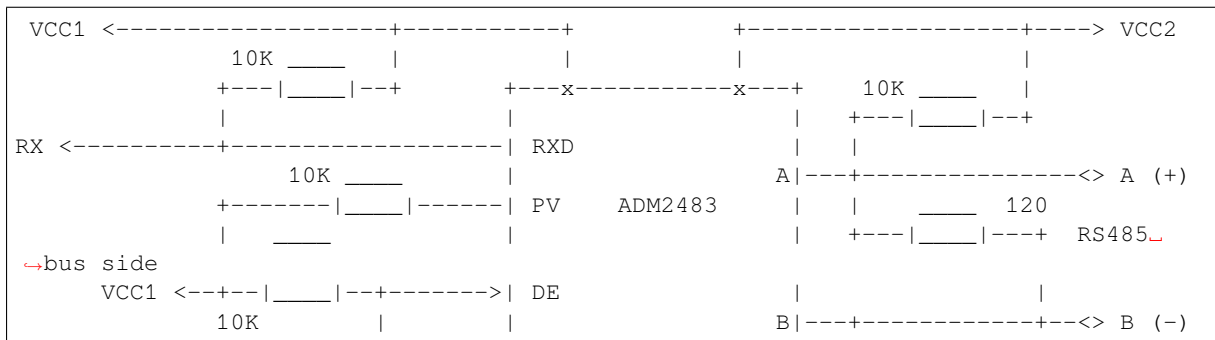 VCC1 <-------------------+-----------+           +-------------------+----> VCC2
              10K ____   |           |           |                   |
             +---|____|--+       +---x-----------x---+    10K ____   |
             |                   |                   |   +---|____|--+
RX <----------+-------------------| RXD               |   |
                  10K ____       |                  A|---+---------------<> A (+)
             +-------|____|------| PV    ADM2483     |   |    ____  120
             |   ____            |                   |   +---|____|---+  RS485␣
↪bus side
     VCC1 <--+--|____|--+------->| DE                |                |
             10K        |        |                  B|---+------------+--<> B (-)